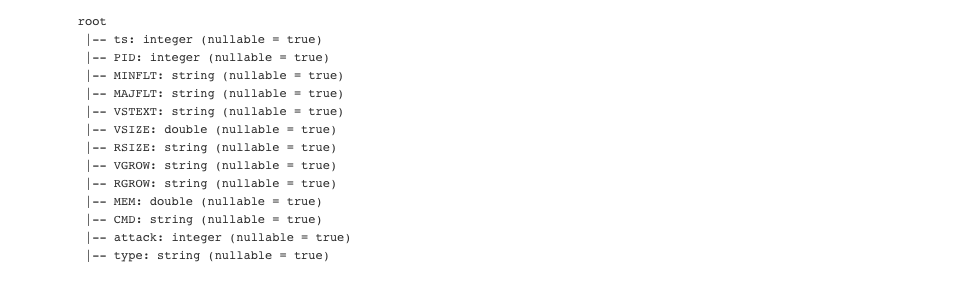 root
 |-- ts: integer (nullable = true)
 |-- PID: integer (nullable = true)
 |-- MINFLT: string (nullable = true)
 |-- MAJFLT: string (nullable = true)
 |-- VSTEXT: string (nullable = true)
 |-- VSIZE: double (nullable = true)
 |-- RSIZE: string (nullable = true)
 |-- VGROW: string (nullable = true)
 |-- RGROW: string (nullable = true)
 |-- MEM: double (nullable = true)
 |-- CMD: string (nullable = true)
 |-- attack: integer (nullable = true)
 |-- type: string (nullable = true)